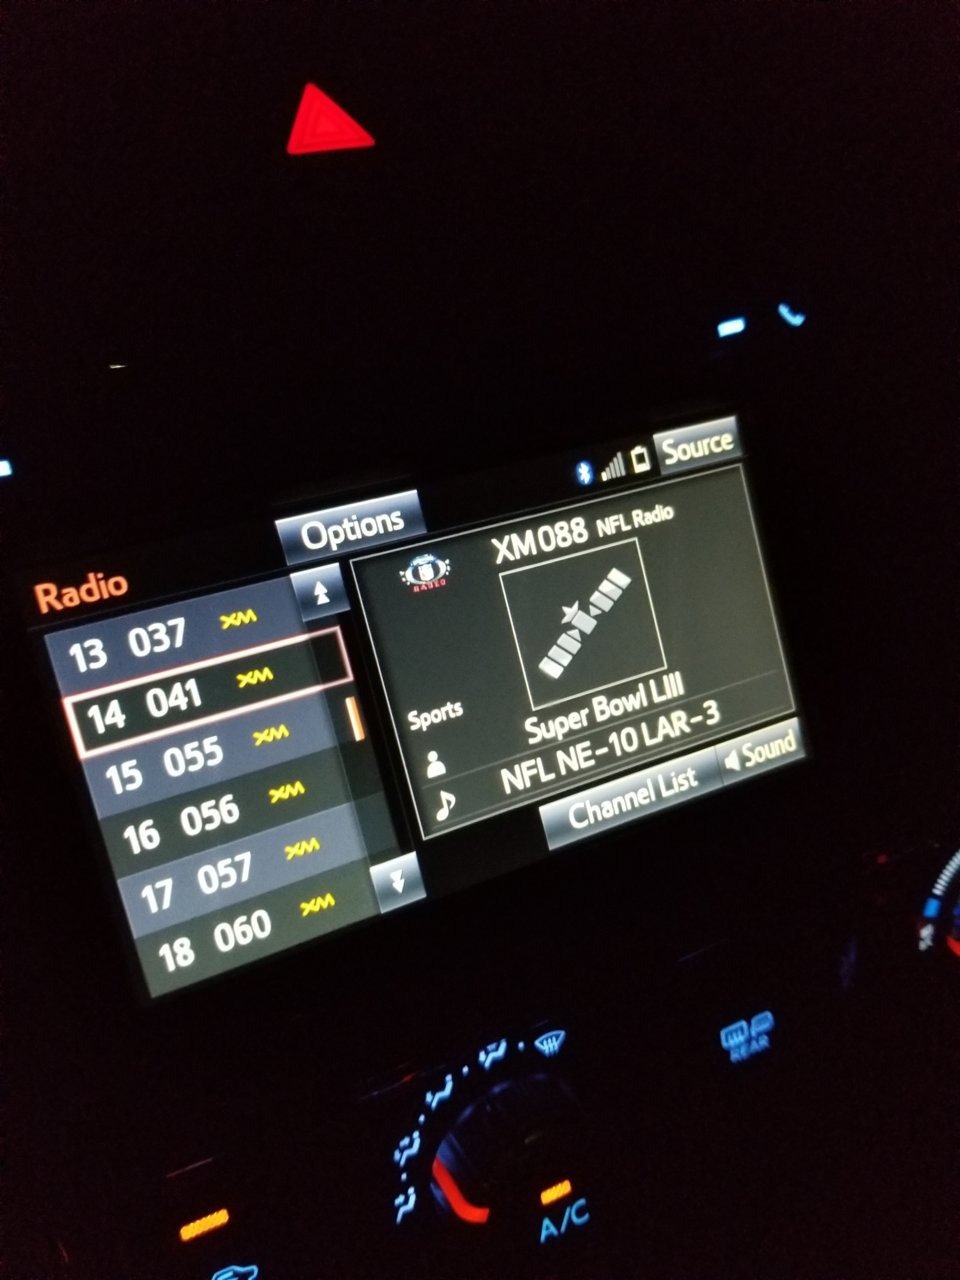 Source
Options
Radio
XM088 NFL Radio
RADIO
13 037 XM
14 041 XM
15 055 XM
16 056 XM
17 057 XM
18 060 XM
Sports
Super Bowl LIII
NFL NE-10 LAR-3
Channel List
Sound
REAR
A/C